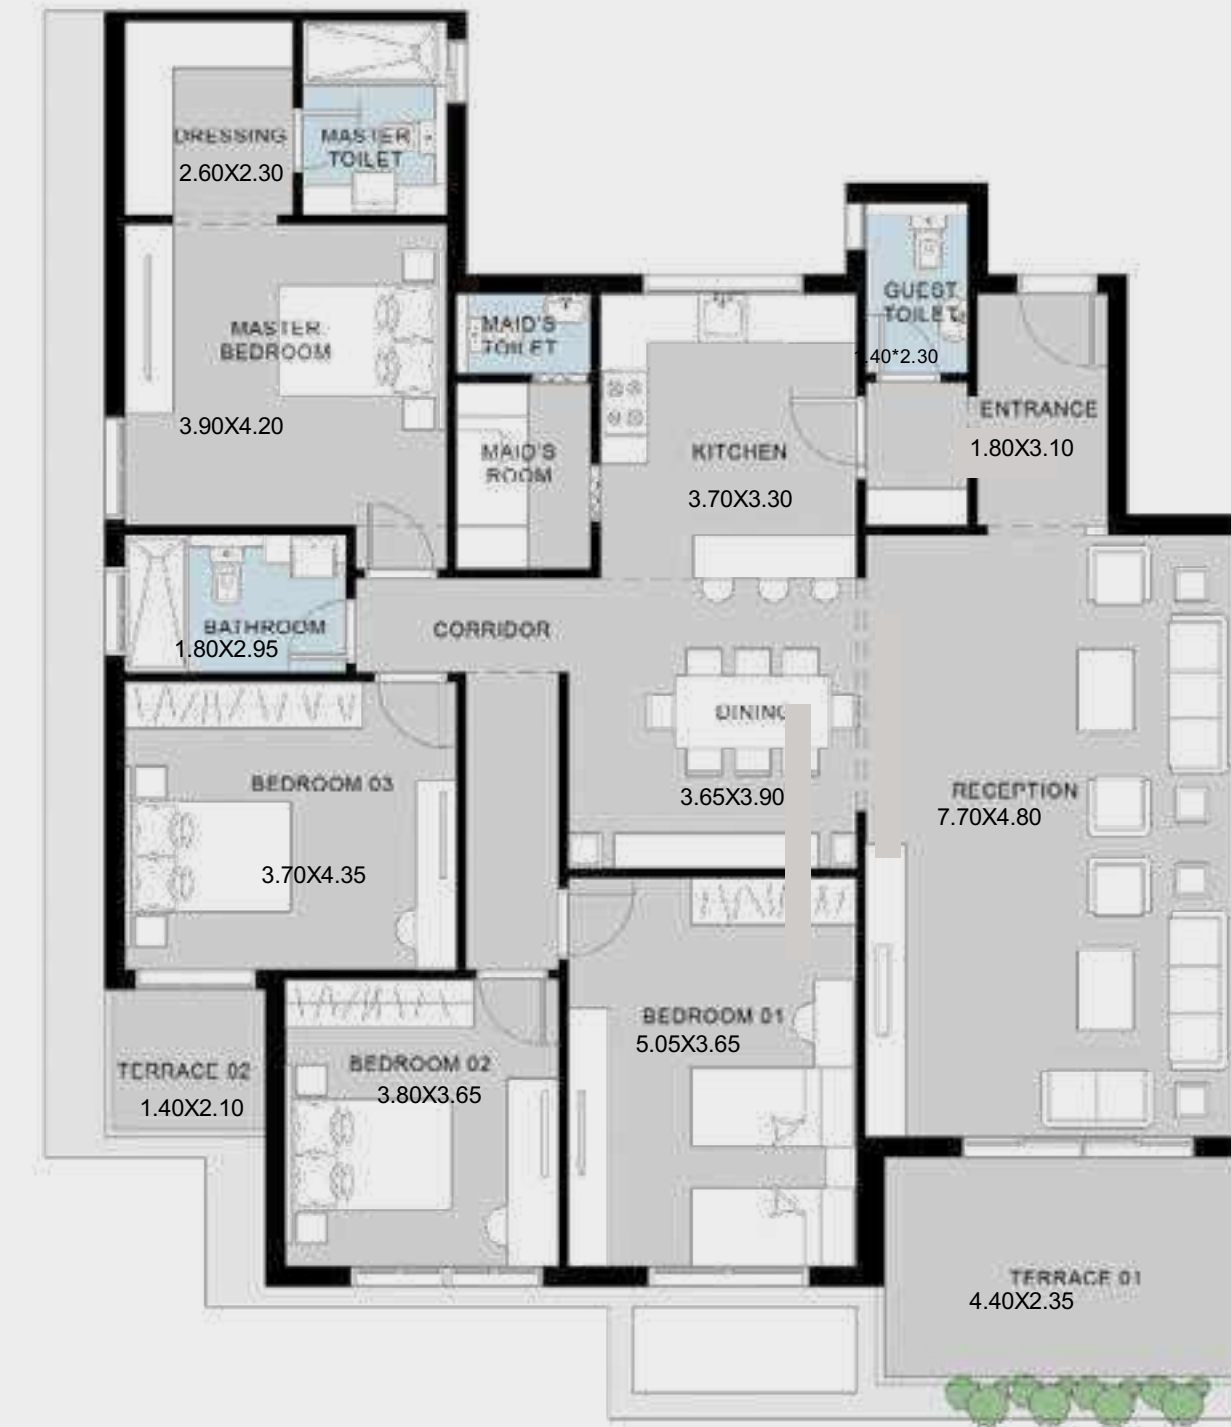 DRESSING
2.60X2.30
MASTER
TOILET
MASTER
BEDROOM
3.90X4.20
MAID'S
TOILET
MAID'S
ROOM
KITCHEN
3.70X3.30
GUEST
TOILET
1.40*2.30
ENTRANCE
1.80X3.10
BATHROOM
1.80X2.95
CORRIDOR
DINING
3.65X3.90
RECEPTION
7.70X4.80
BEDROOM 03
3.70X4.35
BEDROOM 01
5.05X3.65
BEDROOM 02
3.80X3.65
TERRACE 02
1.40X2.10
TERRACE 01
4.40X2.35